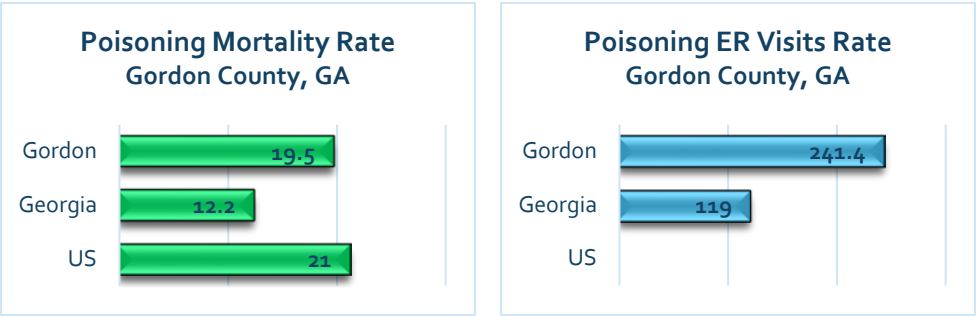 Poisoning Mortality Rate
Gordon County, GA
Gordon
19.5
Georgia
12.2
US
21
Poisoning ER Visits Rate
Gordon County, GA
Gordon
241.4
Georgia
119
US